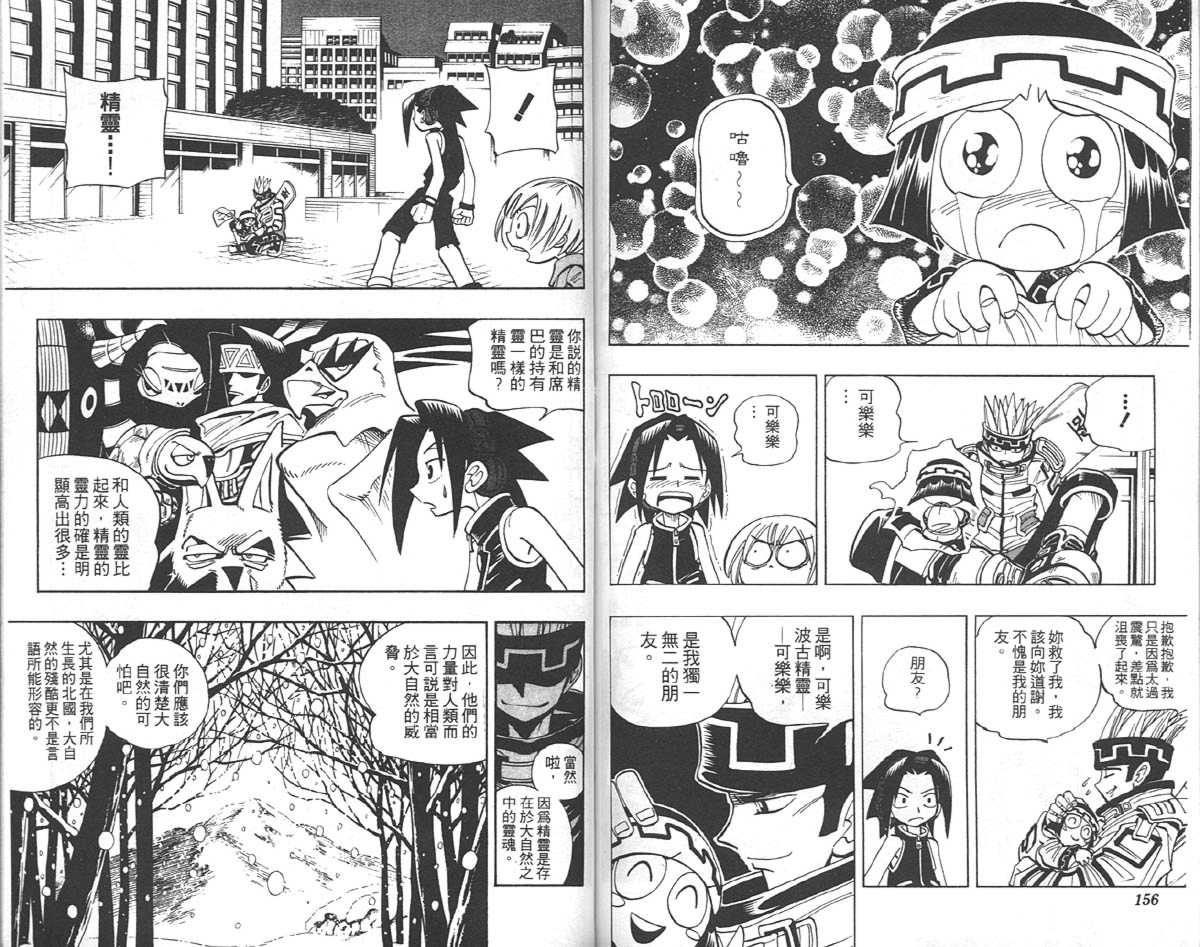 咕嚕～
…！
可樂樂
…
可樂樂
…
トロローン
抱歉抱歉，我
只是因爲太過
震驚，差點就
沮喪了起來。
妳救了我，我
該向妳道謝。
不愧是我的朋
友。
朋友？
是啊，可樂
波古精靈—
—可樂樂，
是我獨一
無二的朋
友。
156
！
精靈…！
你說的精
靈是和席
巴的持有
靈一樣的
精靈嗎？
和人類的靈比
起來，精靈的
靈力的確是明
顯高出很多…
當然
啦，
因爲精靈是存
在於大自然之
中的靈魂。
因此，他們的
力量對人類而
言可說是相當
於大自然的威
脅。
你們應該
很清楚大
自然的可
怕吧。
尤其是在我們所
生長的北國，大自
然的殘酷更不是言
語所能形容的。